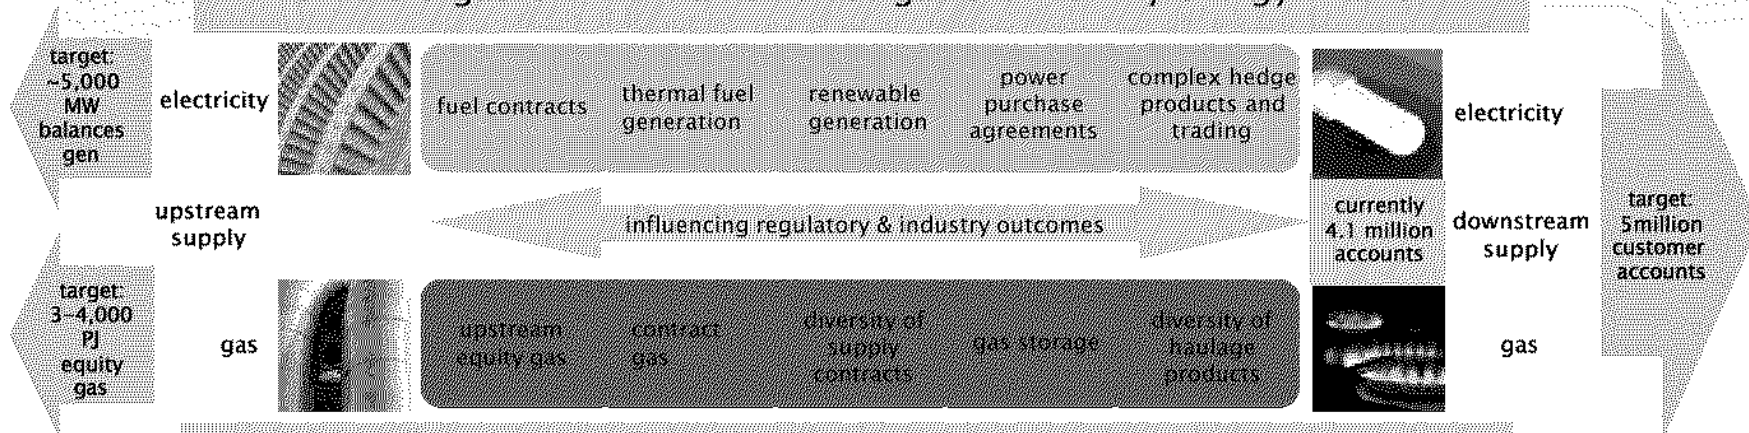 target:
~5,000
MW
balances
gen
electricity
fuel contracts
thermal fuel
generation
renewable
generation
power
purchase
agreements
complex hedge
products and
trading
electricity
upstream
supply
influencing regulatory & industry outcomes
currently
4.1 million
accounts
downstream
supply
target:
5million
customer
accounts
target:
3-4,000
PJ
equity
gas
gas
upstream
equity gas
contract
gas
diversity of
supply
contracts
gas storage
diversity of
haulage
products
gas